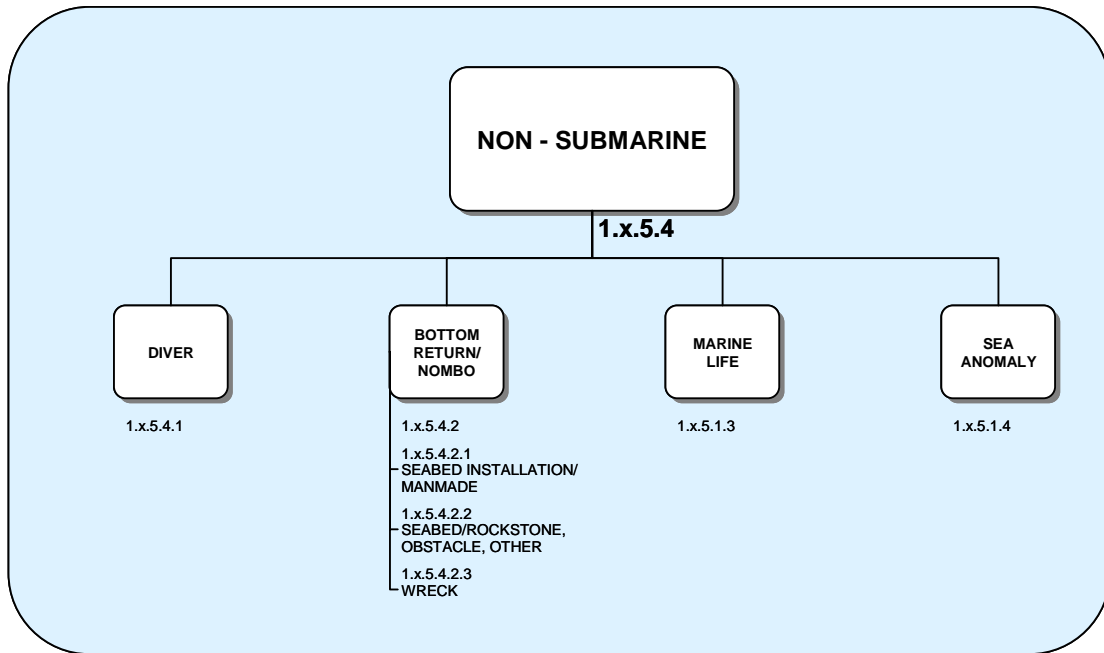 NON - SUBMARINE
1.x.5.4
DIVER
1.x.5.4.1
BOTTOM
RETURN/
NOMBO
1.x.5.4.2
1.x.5.4.2.1
SEABED INSTALLATION/
MANMADE
1.x.5.4.2.2
SEABED/ROCKSTONE,
OBSTACLE, OTHER
1.x.5.4.2.3
WRECK
MARINE
LIFE
1.x.5.1.3
SEA
ANOMALY
1.x.5.1.4